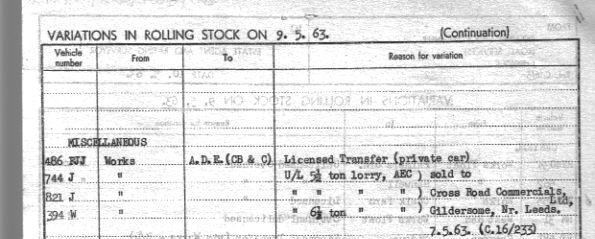 VARIATIONS IN ROLLING STOCK ON 9. 5. 63. (Continuation)
Vehicle number From To Reason for variation
MISCELLANEOUS
486 Works A.D.E.(CB & C) Licensed Transfer (private car)
744 J " U/L 5½ ton lorry, AEC ) sold to
821 J " " " " " ) Cross Road Commercials, Ltd,
394 W " " 6½ ton " " ) Gildersome, Nr. Leeds.
7.5.63. (C.16/233)